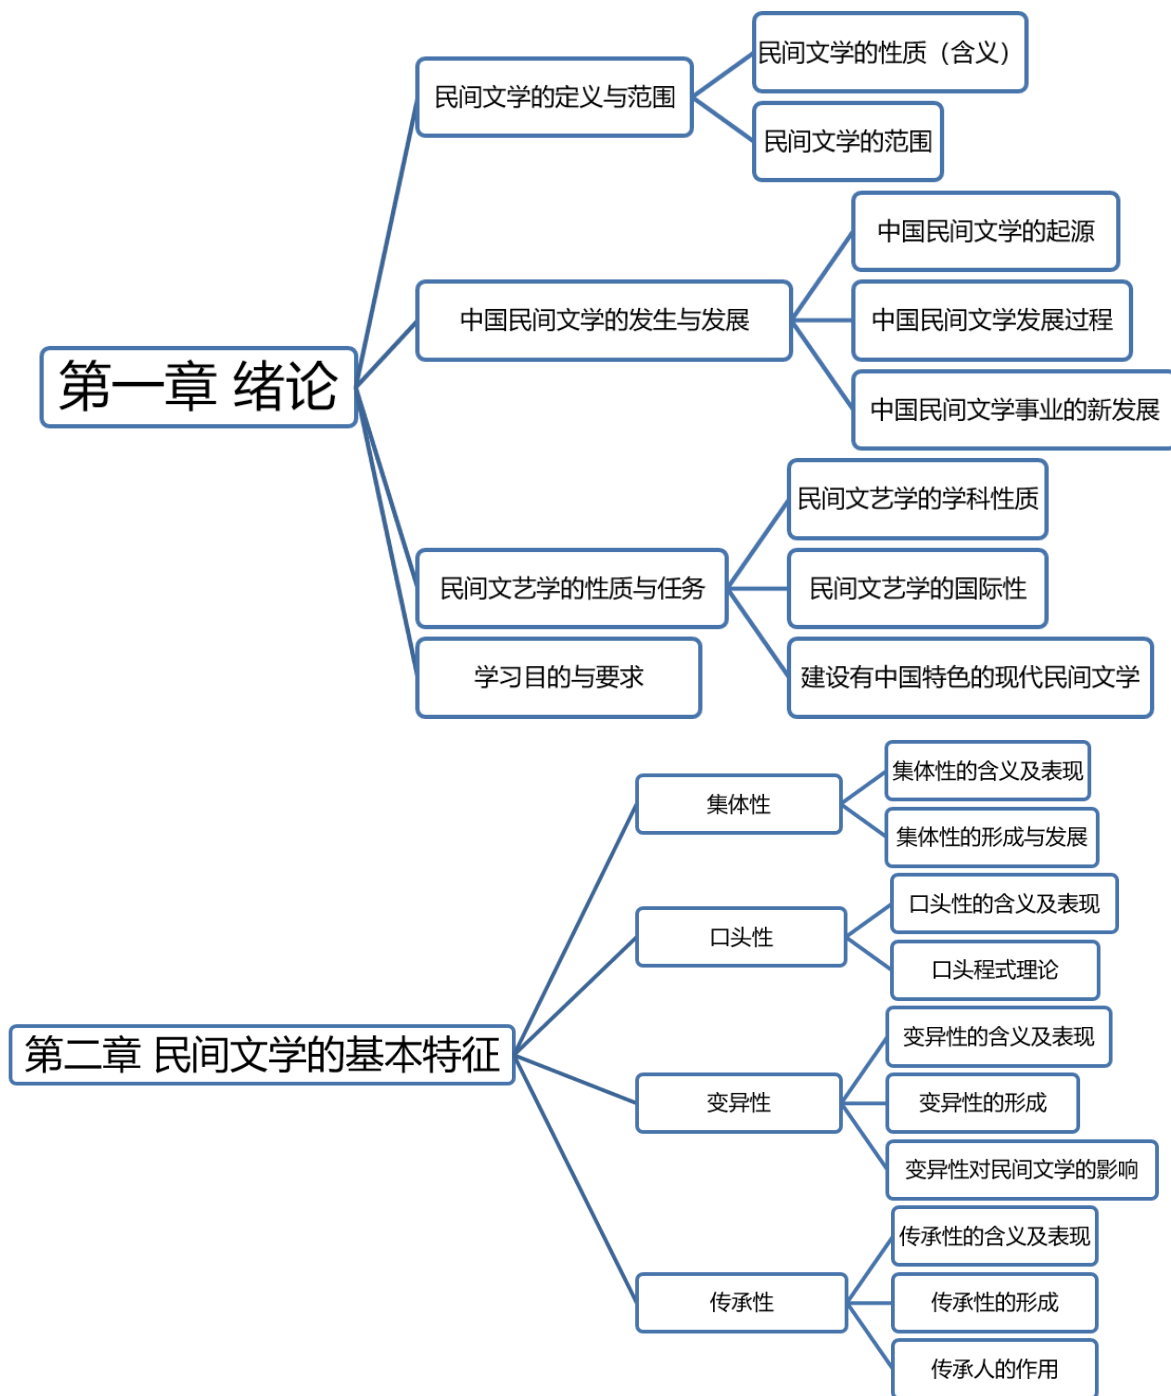 第一章 绪论
民间文学的定义与范围
民间文学的性质（含义）
民间文学的范围
中国民间文学的发生与发展
中国民间文学的起源
中国民间文学发展过程
中国民间文学事业的新发展
民间文艺学的性质与任务
民间文艺学的学科性质
民间文艺学的国际性
建设有中国特色的现代民间文学
学习目的与要求
第二章 民间文学的基本特征
集体性
集体性的含义及表现
集体性的形成与发展
口头性
口头性的含义及表现
口头程式理论
变异性
变异性的含义及表现
变异性的形成
变异性对民间文学的影响
传承性
传承性的含义及表现
传承性的形成
传承人的作用